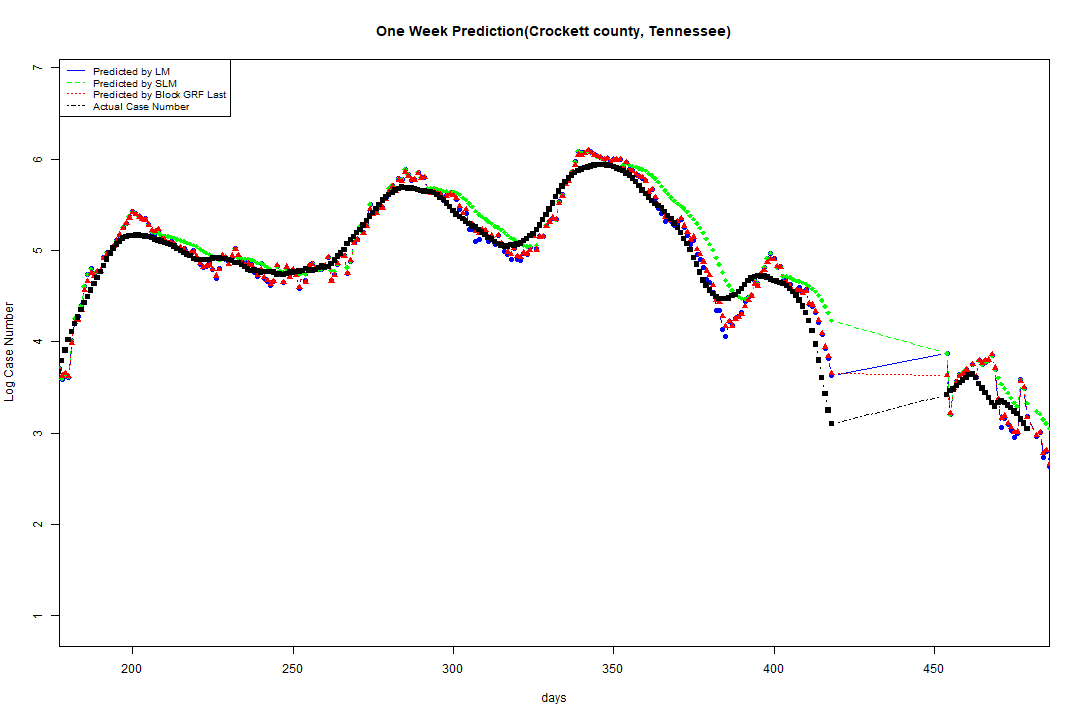 One Week Prediction(Crockett county, Tennessee)
Predicted by LM
Predicted by SLM
Predicted by Block GRF Last
Actual Case Number
7
6
5
4
3
2
1
Log Case Number
200 250 300 350 400 450
days